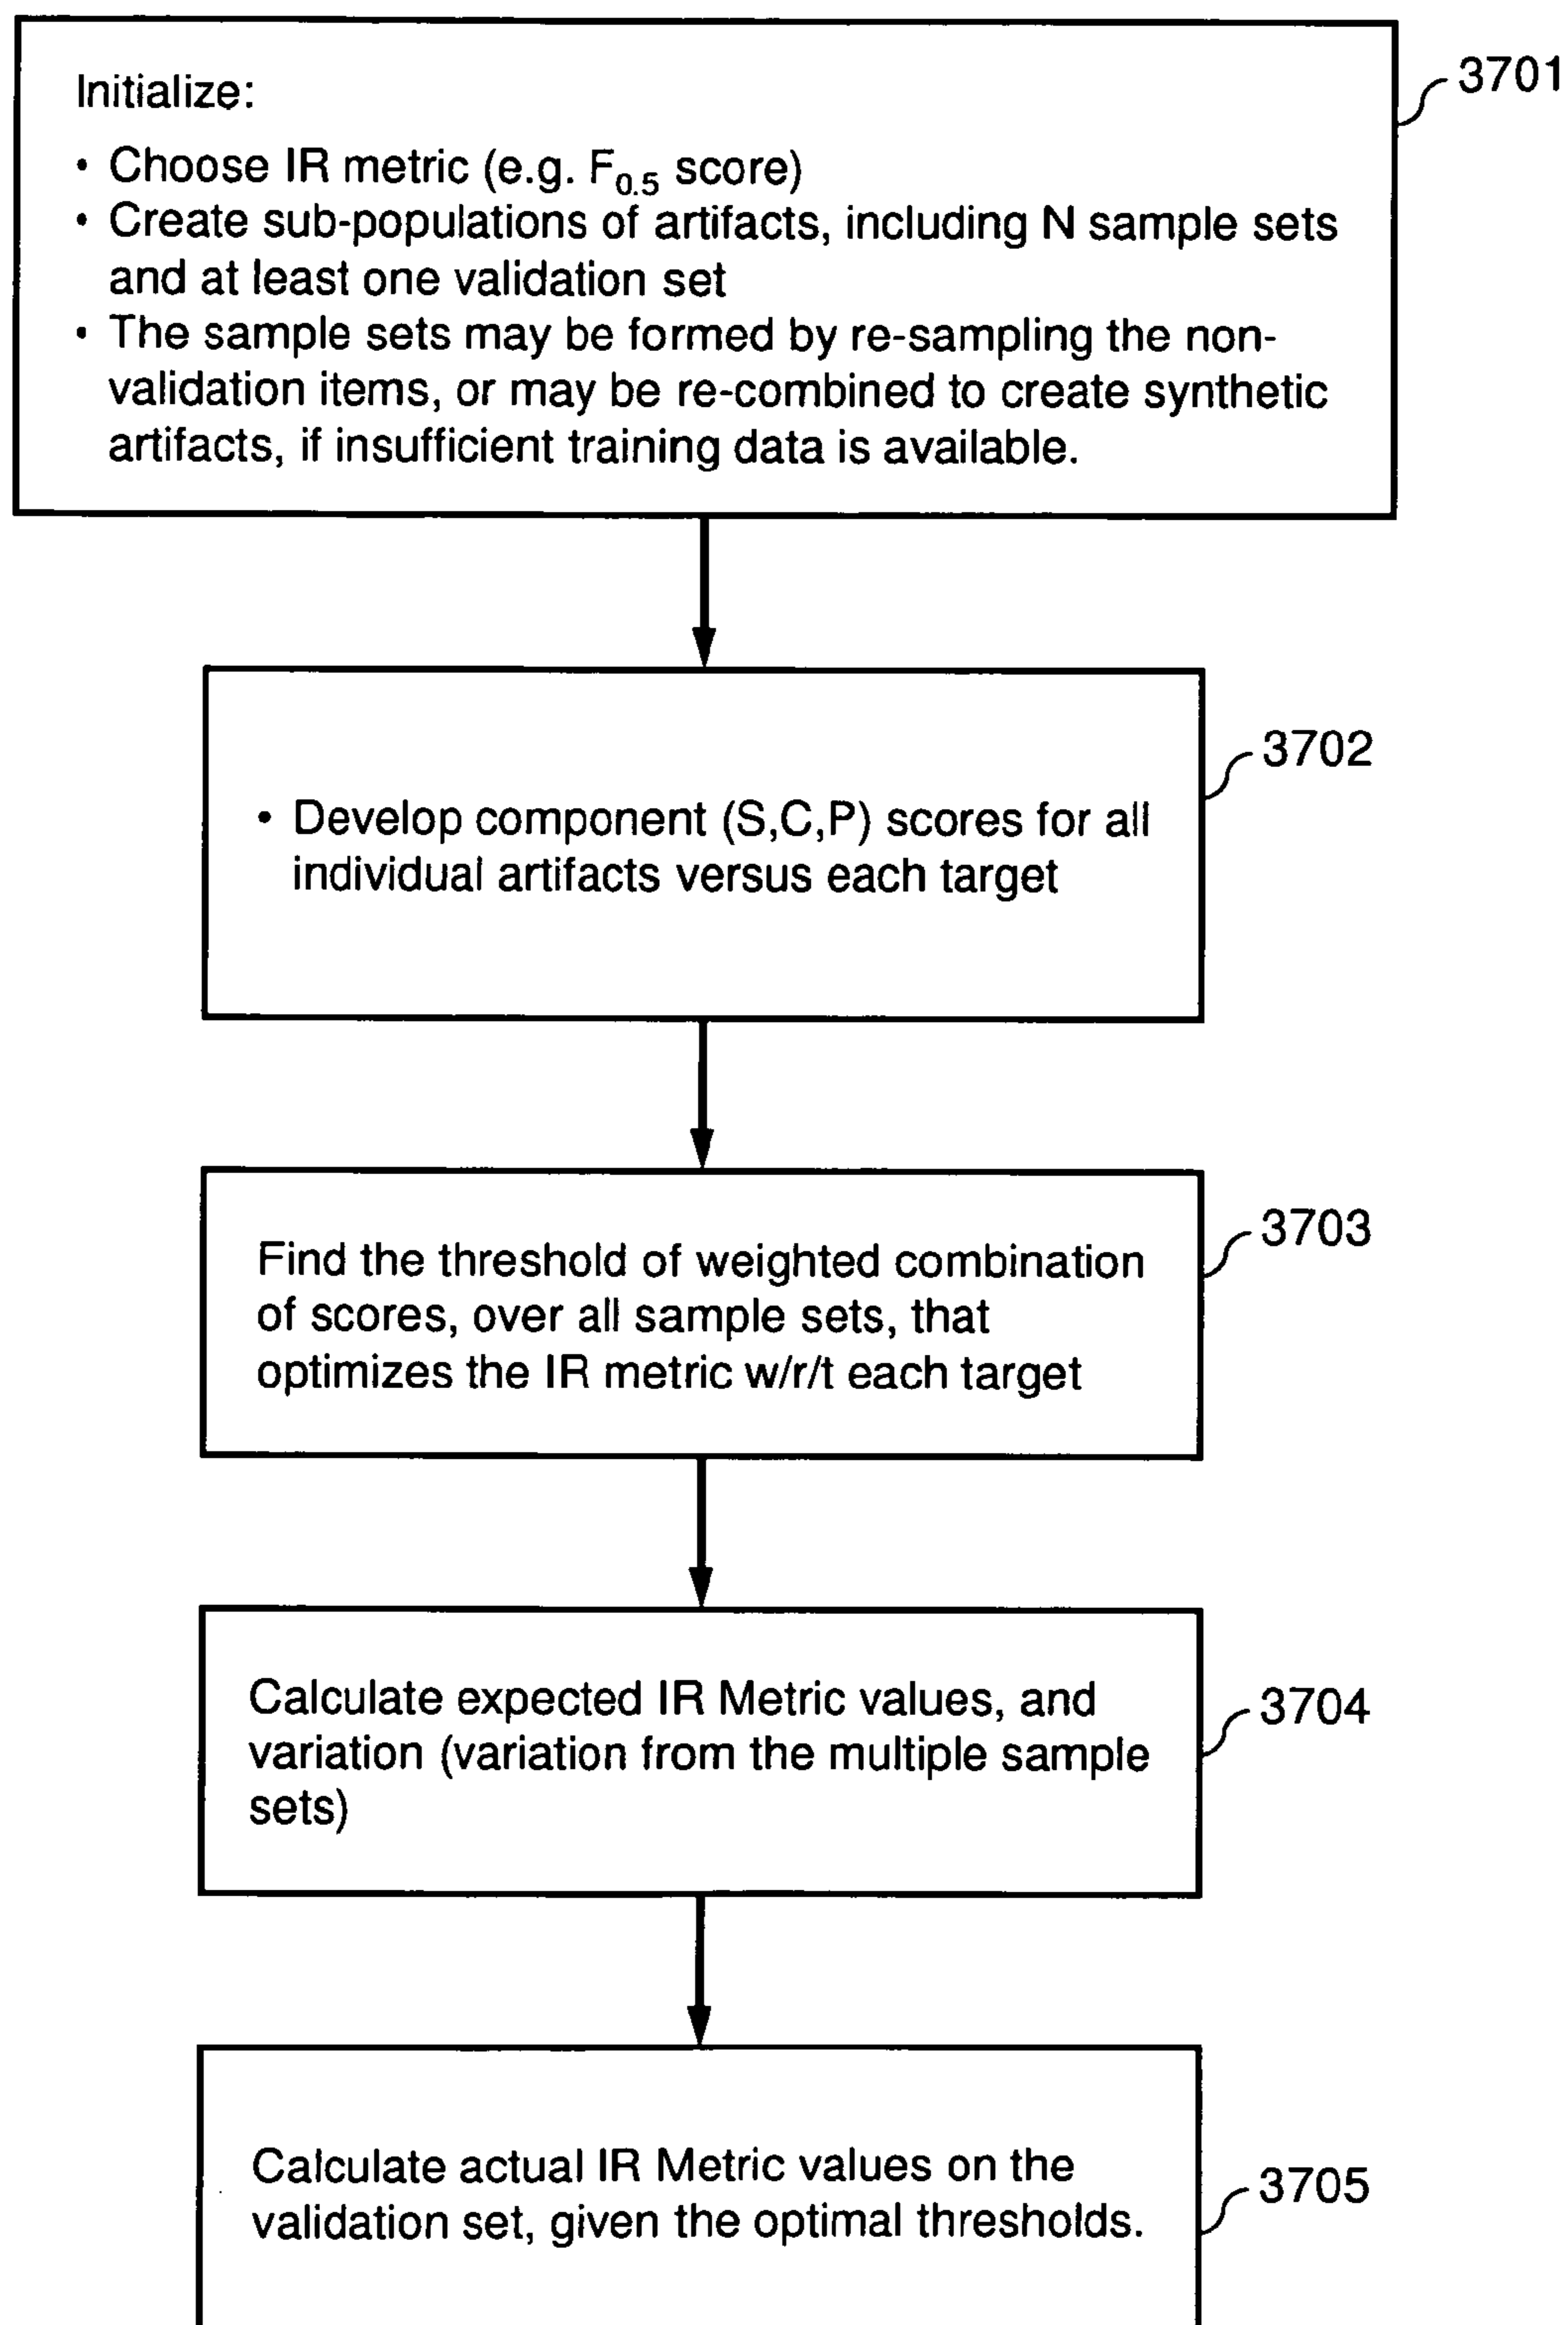 Initialize:
3701
• Choose IR metric (e.g. F0.5 score)
• Create sub-populations of artifacts, including N sample sets
and at least one validation set
• The sample sets may be formed by re-sampling the non-
validation items, or may be re-combined to create synthetic
artifacts, if insufficient training data is available.
3702
• Develop component (S,C,P) scores for all
individual artifacts versus each target
3703
Find the threshold of weighted combination
of scores, over all sample sets, that
optimizes the IR metric w/r/t each target
3704
Calculate expected IR Metric values, and
variation (variation from the multiple sample
sets)
3705
Calculate actual IR Metric values on the
validation set, given the optimal thresholds.